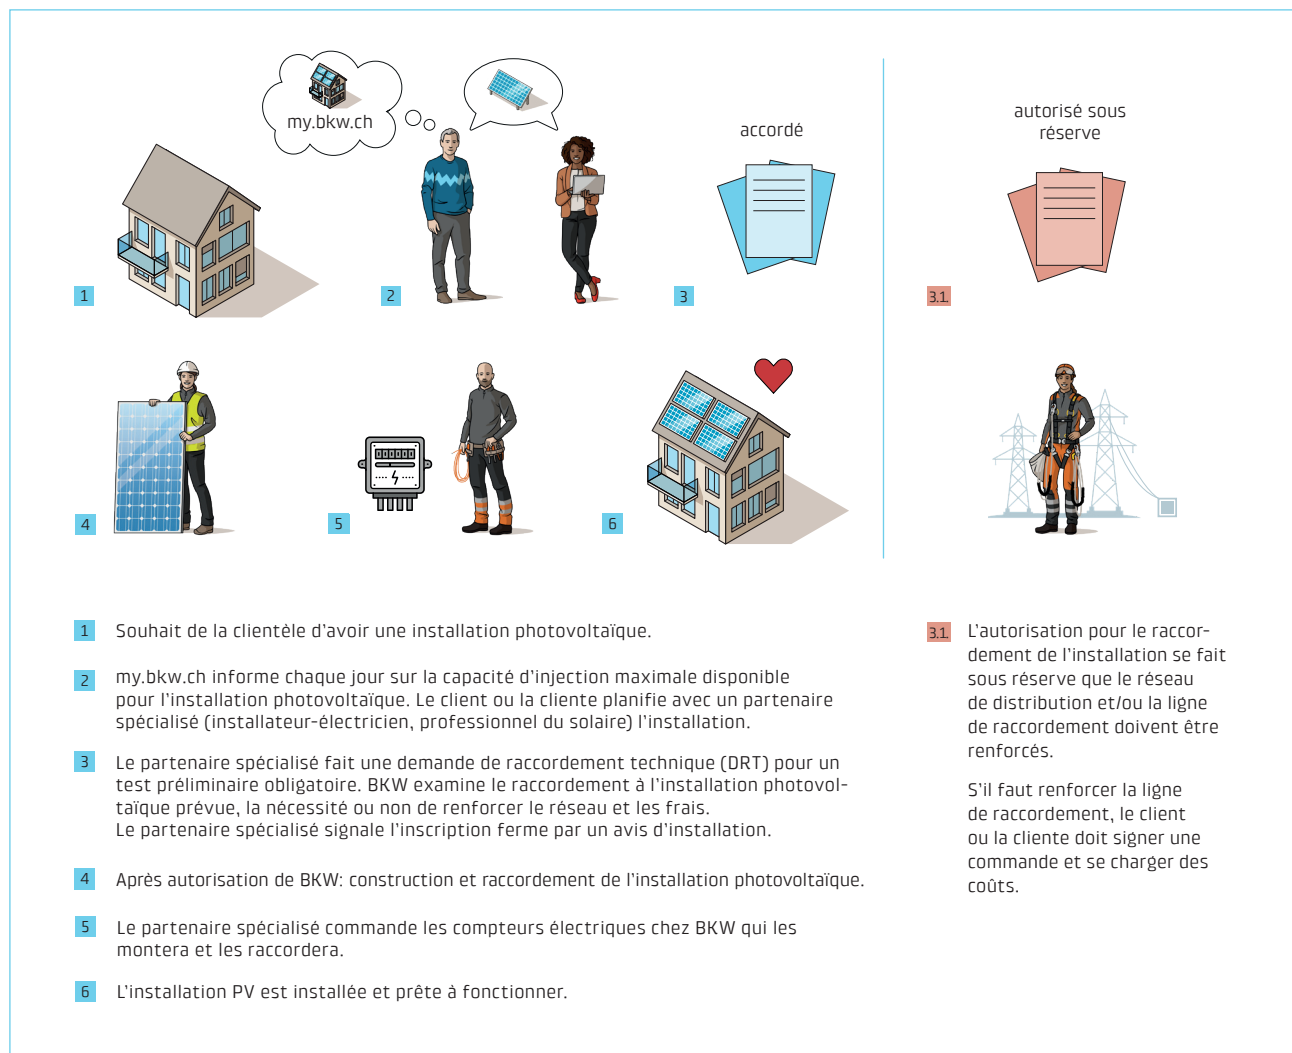 my.bkw.ch
accordé
autorisé sous
réserve
1
2
3
3.1.
4
5
6
1 Souhait de la clientèle d’avoir une installation photovoltaïque.
2 my.bkw.ch informe chaque jour sur la capacité d’injection maximale disponible
pour l’installation photovoltaïque. Le client ou la cliente planifie avec un partenaire
spécialisé (installateur-électricien, professionnel du solaire) l’installation.
3 Le partenaire spécialisé fait une demande de raccordement technique (DRT) pour un
test préliminaire obligatoire. BKW examine le raccordement à l’installation photovol-
taïque prévue, la nécessité ou non de renforcer le réseau et les frais.
Le partenaire spécialisé signale l’inscription ferme par un avis d’installation.
4 Après autorisation de BKW: construction et raccordement de l’installation photovoltaïque.
5 Le partenaire spécialisé commande les compteurs électriques chez BKW qui les
montera et les raccordera.
6 L’installation PV est installée et prête à fonctionner.
3.1. L’autorisation pour le raccor-
dement de l’installation se fait
sous réserve que le réseau
de distribution et/ou la ligne
de raccordement doivent être
renforcés.
S’il faut renforcer la ligne
de raccordement, le client
ou la cliente doit signer une
commande et se charger des
coûts.